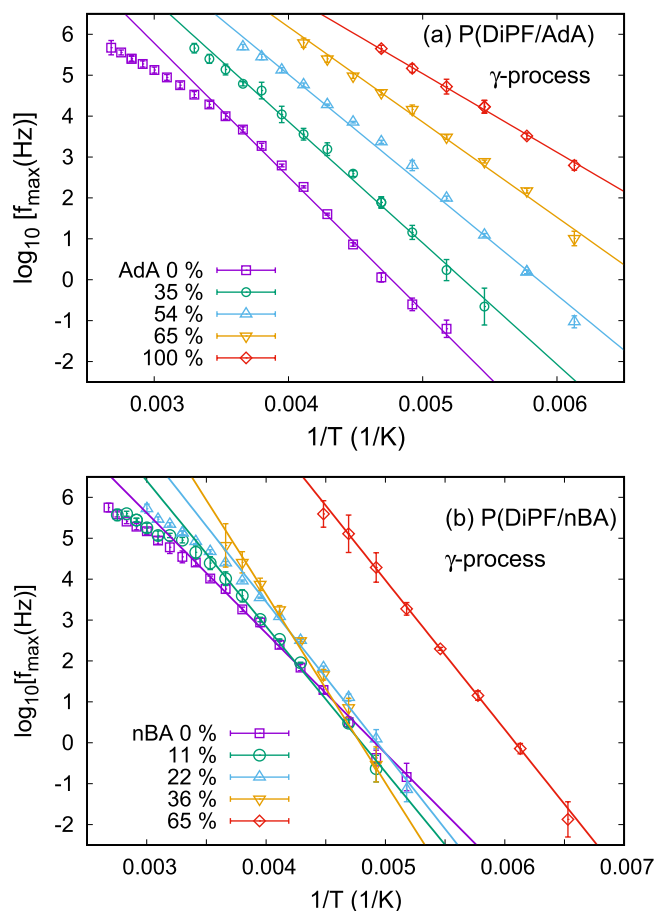 (a) P(DiPF/AdA)
γ-process
log10 [fmax(Hz)]
6
5
4
3
2
1
0
-1
-2
AdA 0 %
35 %
54 %
65 %
100 %
0.003 0.004 0.005 0.006
1/T (1/K)
(b) P(DiPF/nBA)
γ-process
log10[fmax(Hz)]
6
5
4
3
2
1
0
-1
-2
nBA 0 %
11 %
22 %
36 %
65 %
0.003 0.004 0.005 0.006 0.007
1/T (1/K)